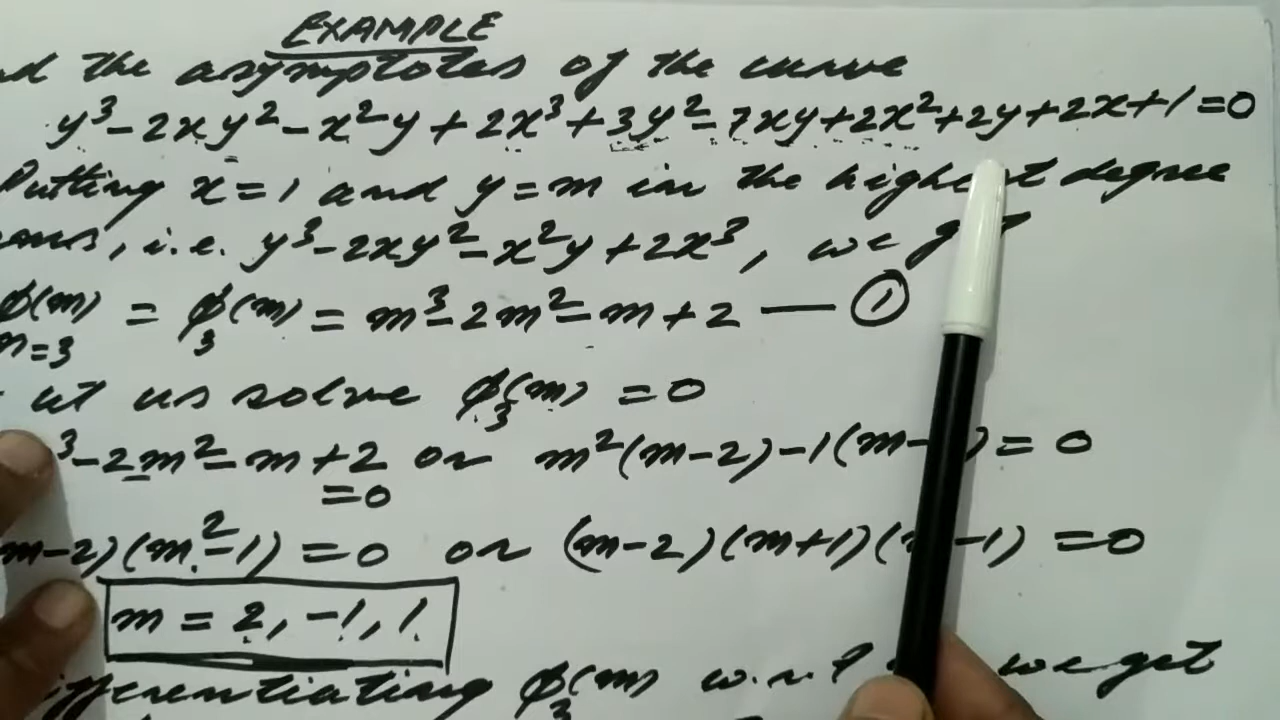 EXAMPLE
the asymptotes of the curve
y³ - 2xy² - x²y + 2x³ + 3y² - 7xy + 2x² + 2y + 2x + 1 = 0
Putting x = 1 and y = m in the highest degree
i.e. y³ - 2xy² - x²y + 2x³, we
ϕ(m) = ϕ₃(m) = m³ - 2m² - m + 2 — ①
n=3
us solve ϕ₃(m) = 0
³ - 2m² - m + 2 or m²(m-2) - 1(m- ) = 0
= 0
m-2)(m²-1) = 0 or (m-2)(m+1)( -1) = 0
m = 2, -1, 1
ifferentiating ϕ₃(m) w.r.t we get